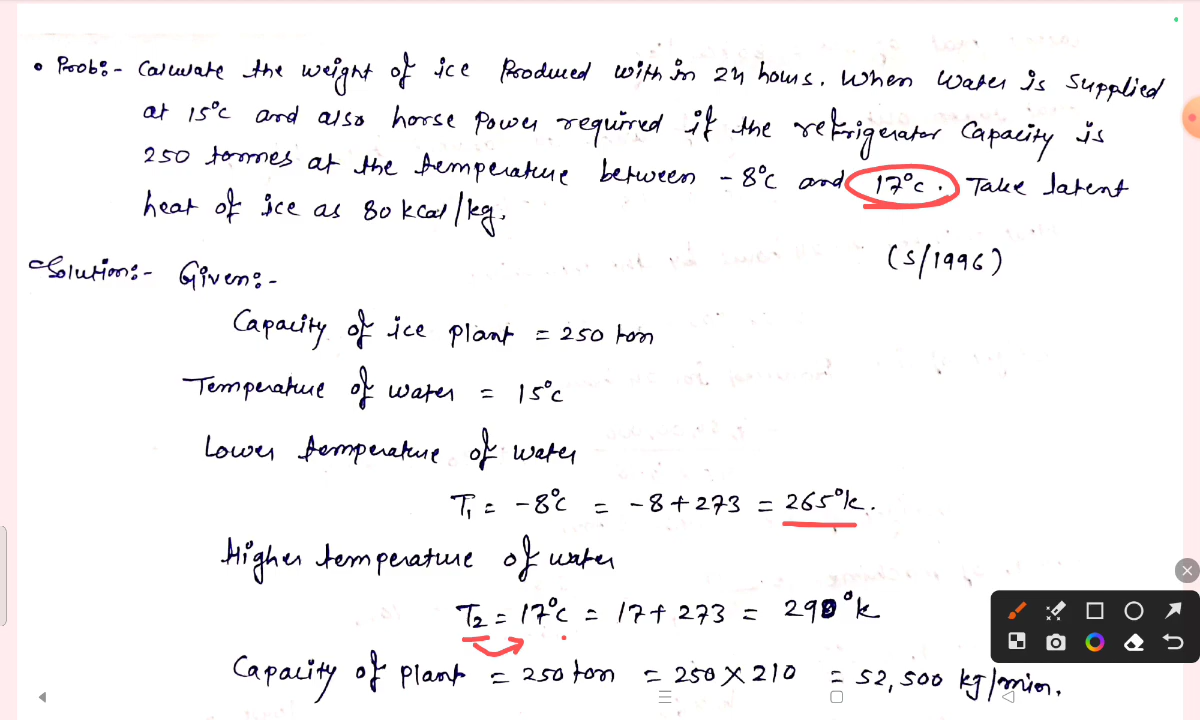 • Prob:- Calculate the weight of ice Produced with in 24 hours. When water is supplied
at 15°C and also horse power required if the refrigerator capacity is
250 tonnes at the temperature between -8°C and 17°C. Take latent
heat of ice as 80 kcal/kg.
(S/1996)
Solution:- Given:-
Capacity of ice plant = 250 ton
Temperature of water = 15°C
Lower temperature of water
T₁ = -8°C = -8+273 = 265°k.
Higher temperature of water
T₂ = 17°C = 17+273 = 290°k
Capacity of plant = 250 ton = 250 X 210 = 52,500 kJ/min.